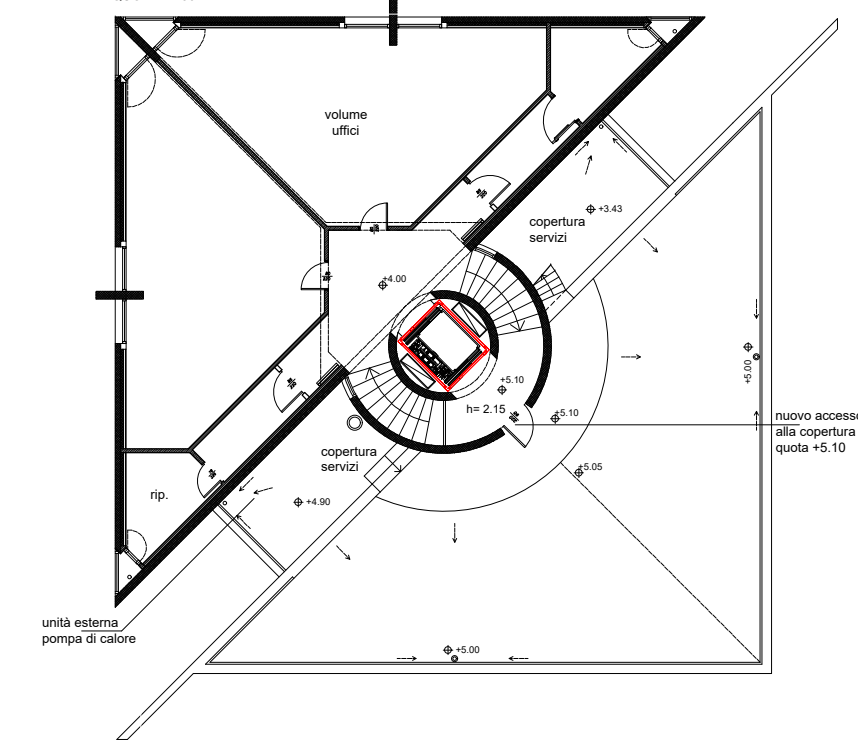 volume
uffici
copertura
servizi
+3.43
+4.00
+5.00
+5.10
h= 2.15
+5.10
nuovo accesso
alla copertura
quota +5.10
copertura
servizi
+5.05
rip.
+4.90
unità esterna
pompa di calore
+5.00